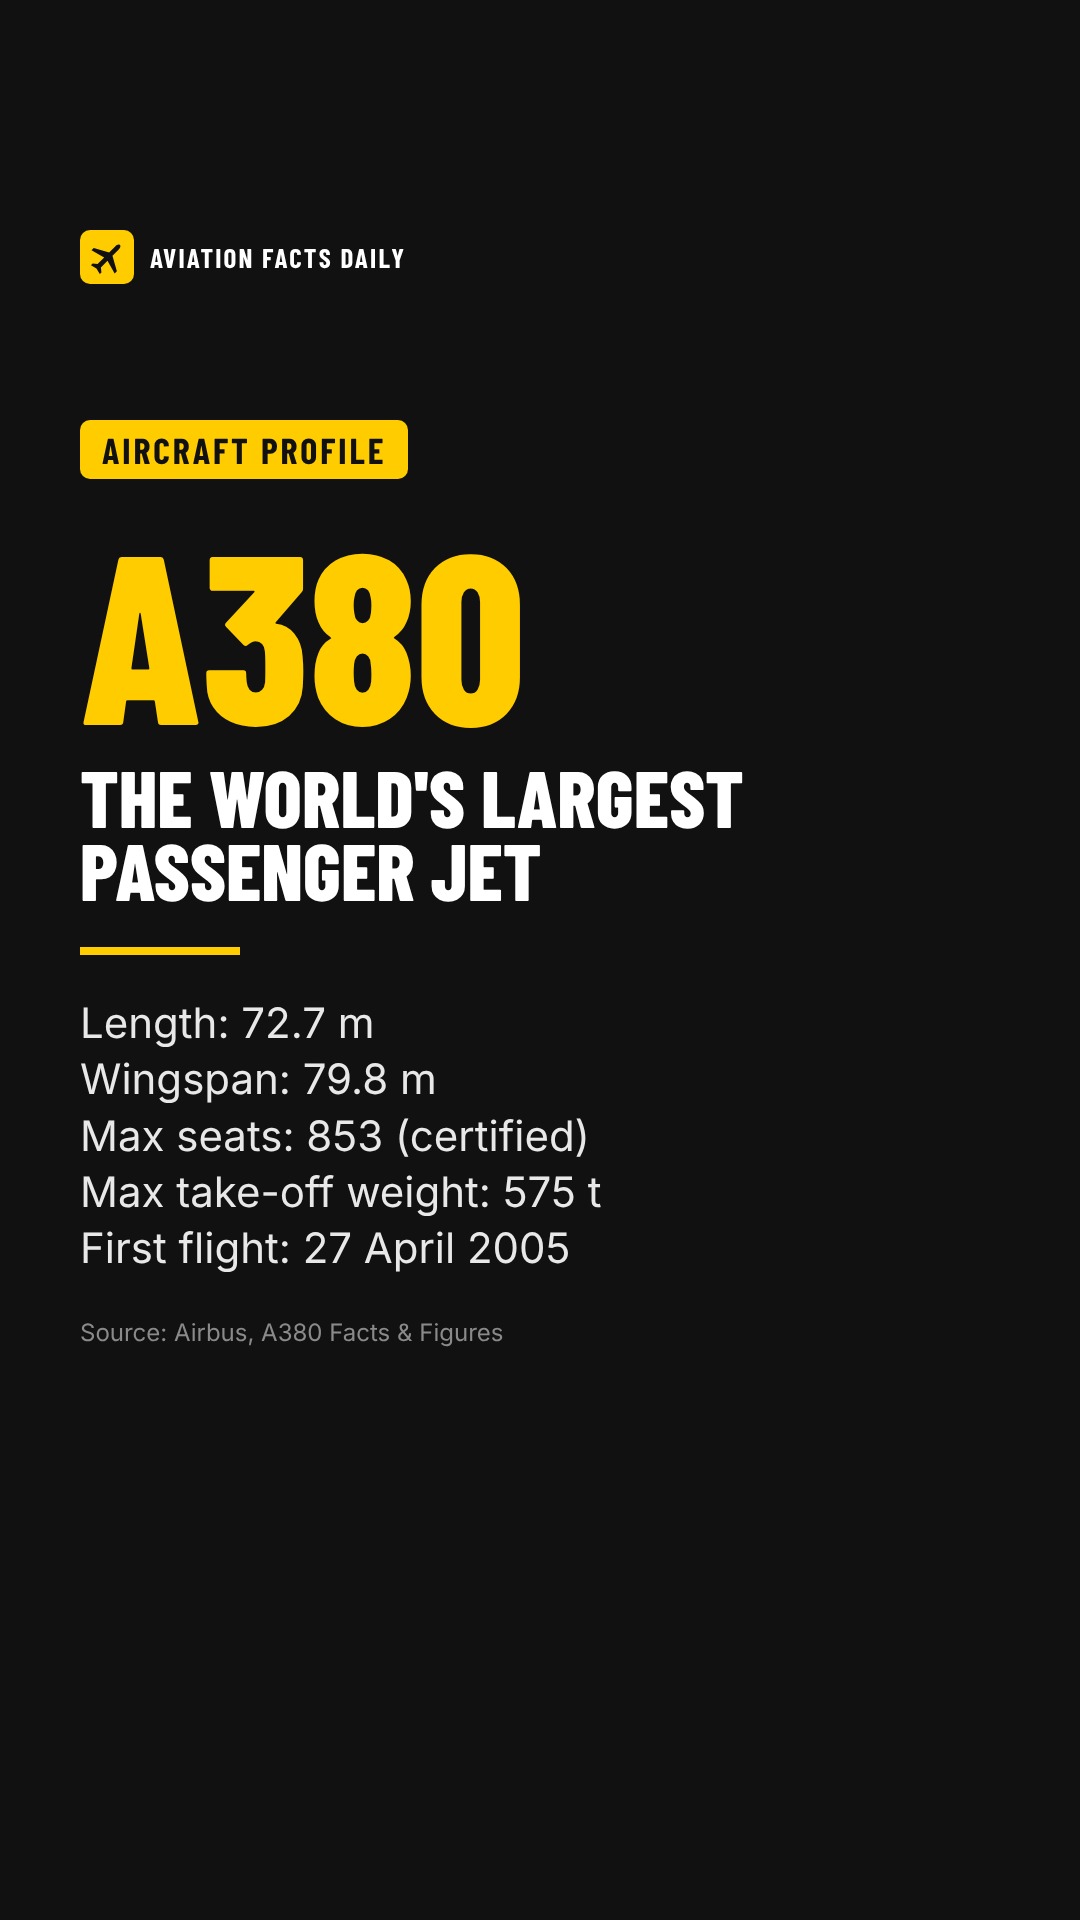 AVIATION FACTS DAILY
AIRCRAFT PROFILE
A380
THE WORLD'S LARGEST
PASSENGER JET
Length: 72.7 m
Wingspan: 79.8 m
Max seats: 853 (certified)
Max take-off weight: 575 t
First flight: 27 April 2005
Source: Airbus, A380 Facts & Figures